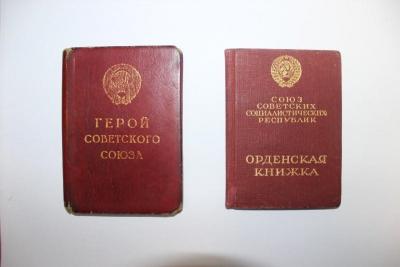 ГЕРОЙ
СОВЕТСКОГО
СОЮЗА
СОЮЗ
СОВЕТСКИХ
СОЦИАЛИСТИЧЕСКИХ
РЕСПУБЛИК
ОРДЕНСКАЯ
КНИЖКА